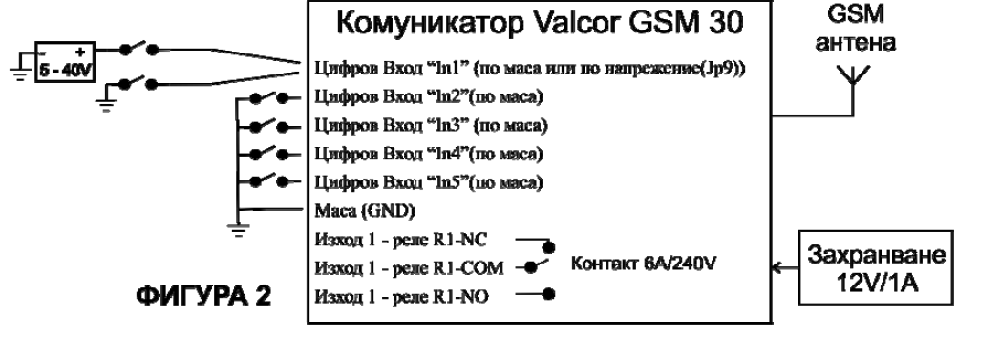 Комуникатор Valcor GSM 30
GSM
антена
- +
5 - 40V
Цифров Вход “In1” (по маса или по напрежение(Jp9))
Цифров Вход “In2”(по маса)
Цифров Вход “In3” (по маса)
Цифров Вход “In4”(по маса)
Цифров Вход “In5”(по маса)
Маса (GND)
Изход 1 - реле R1-NC
Изход 1 - реле R1-COM
Изход 1 - реле R1-NO
Контакт 6A/240V
Захранване
12V/1A
ФИГУРА 2